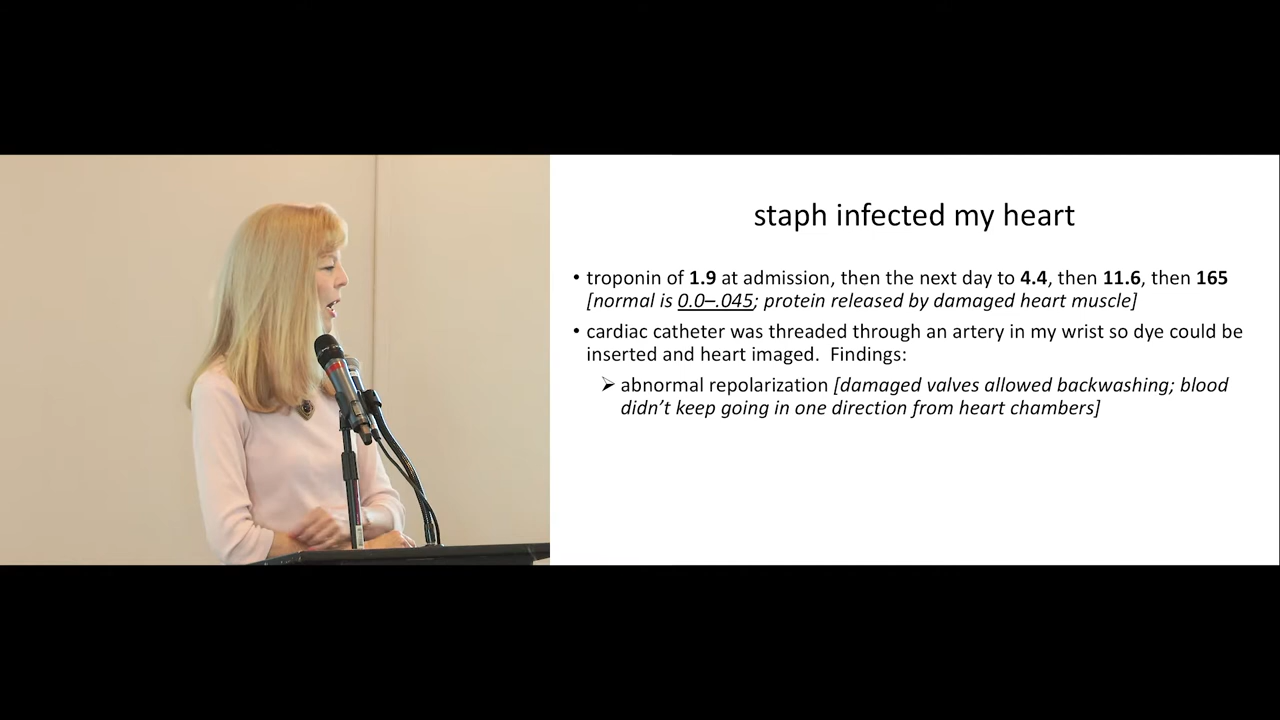 staph infected my heart
• troponin of 1.9 at admission, then the next day to 4.4, then 11.6, then 165
[normal is 0.0–.045; protein released by damaged heart muscle]
• cardiac catheter was threaded through an artery in my wrist so dye could be
inserted and heart imaged.  Findings:
➢ abnormal repolarization [damaged valves allowed backwashing; blood
didn’t keep going in one direction from heart chambers]